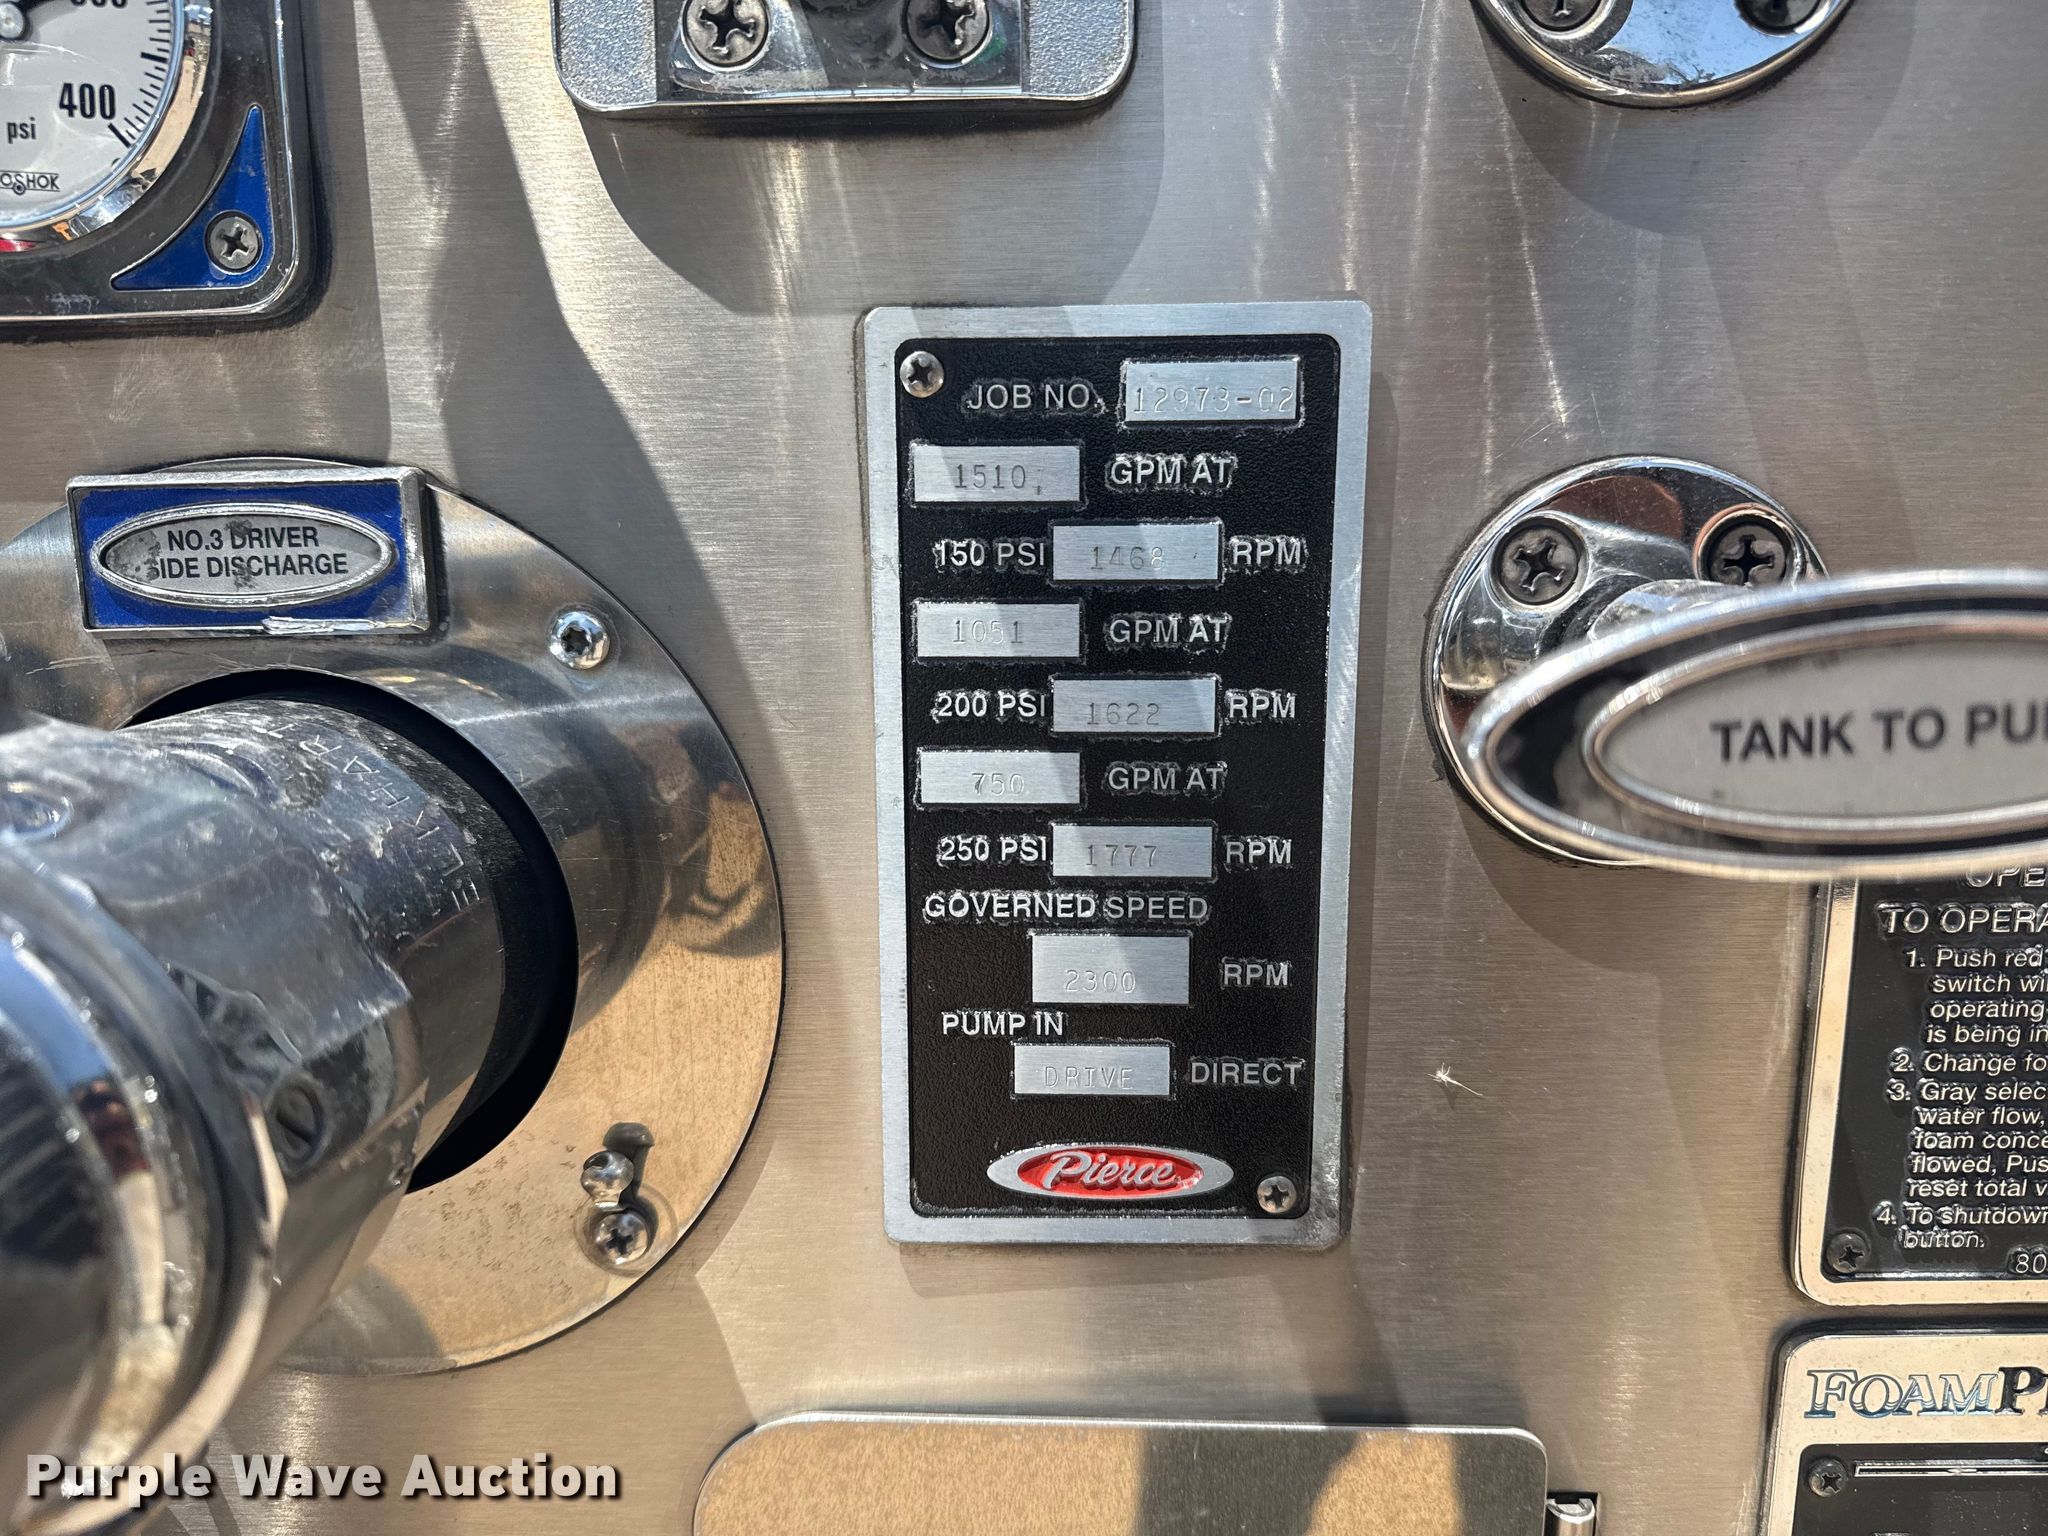 400
psi
NO.3 DRIVER
SIDE DISCHARGE
ELKHART
JOB NO. 12973-02
1510 GPM AT
150 PSI 1468 RPM
1051 GPM AT
200 PSI 1622 RPM
750 GPM AT
250 PSI 1777 RPM
GOVERNED SPEED
2300 RPM
PUMP IN
DRIVE DIRECT
Pierce
TANK TO PU
OPE
TO OPERA
1. Push red
switch wi
operating
is being in
2. Change fo
3. Gray selec
water flow,
foam conce
flowed, Pus
reset total v
4. To shutdown
button.
80
FOAMP
Purple Wave Auction